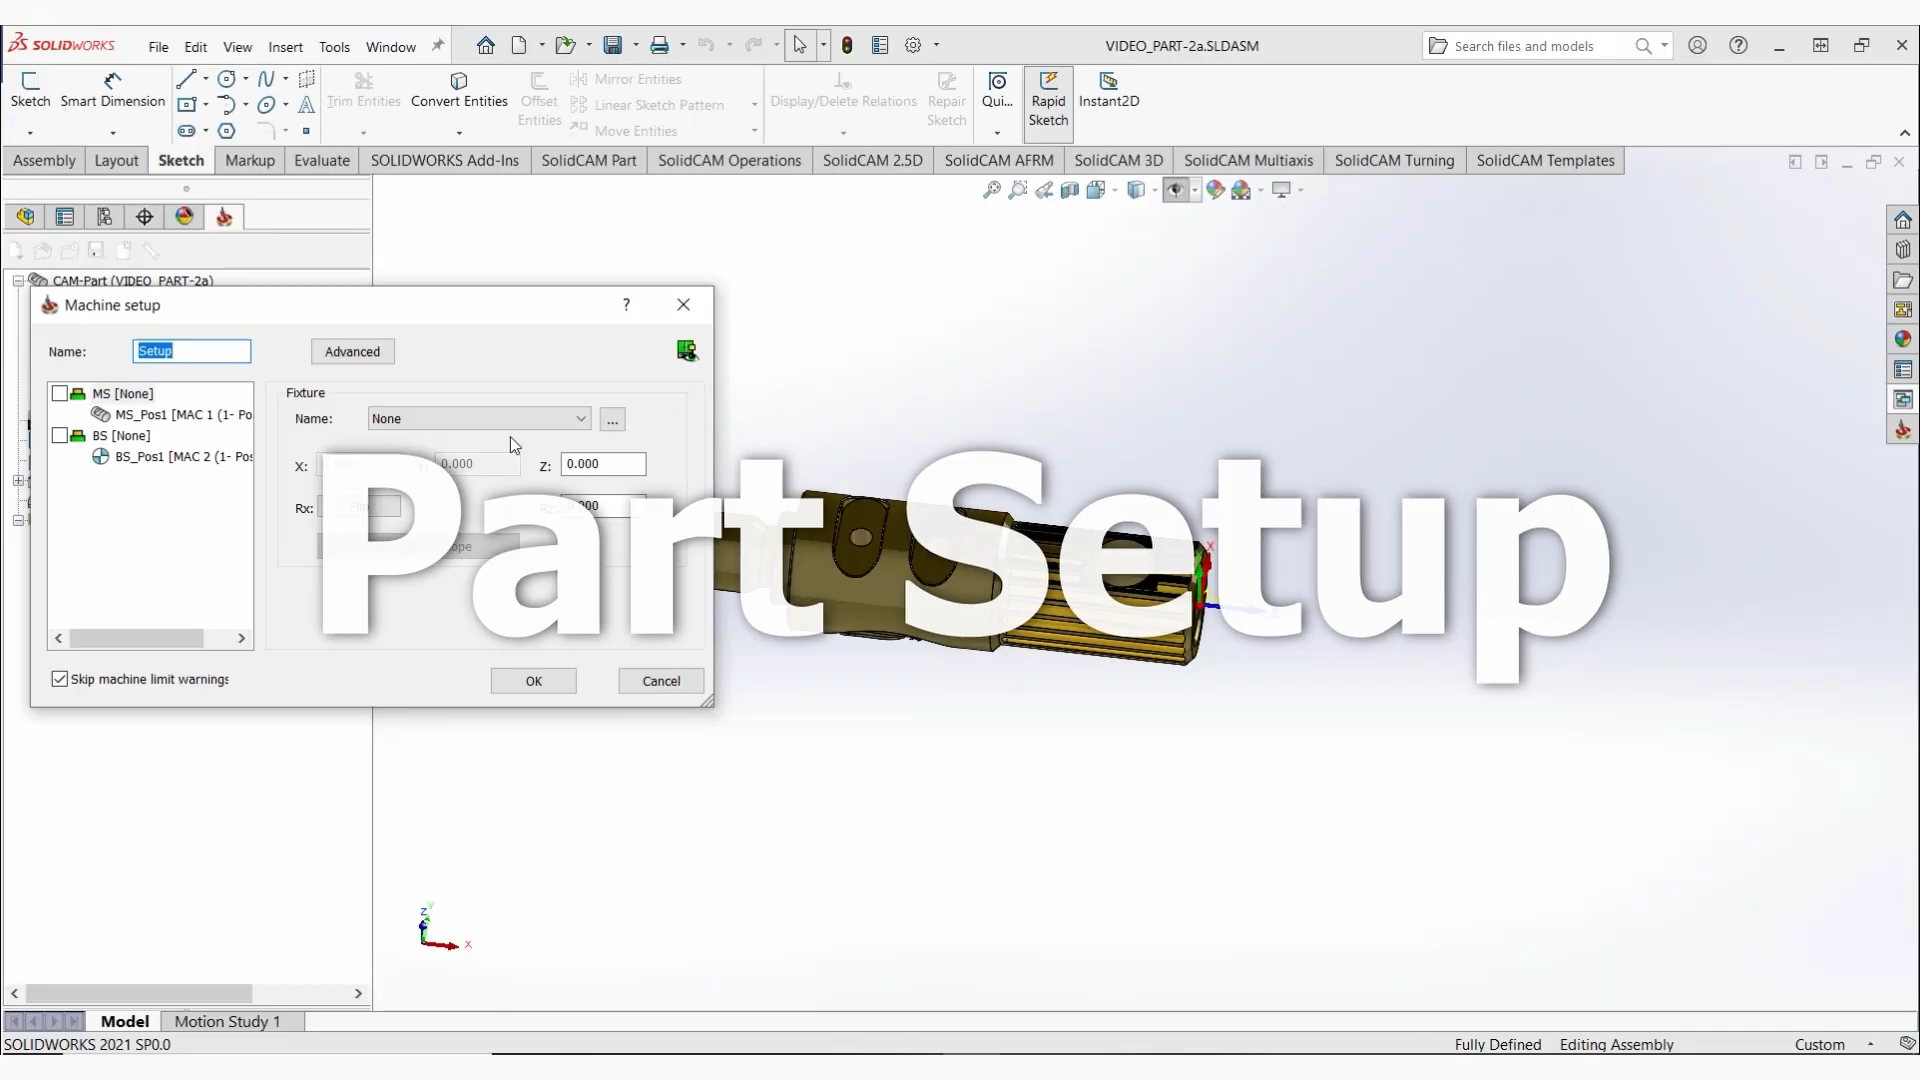 SOLIDWORKS File Edit View Insert Tools Window VIDEO_PART-2a.SLDASM Search files and models
Sketch Smart Dimension Trim Entities Convert Entities Offset Entities Mirror Entities Linear Sketch Pattern Move Entities Display/Delete Relations Repair Sketch Qui... Rapid Sketch Instant2D
Assembly Layout Sketch Markup Evaluate SOLIDWORKS Add-Ins SolidCAM Part SolidCAM Operations SolidCAM 2.5D SolidCAM AFRM SolidCAM 3D SolidCAM Multiaxis SolidCAM Turning SolidCAM Templates
CAM-Part (VIDEO_PART-2a)
Machine setup ?
Name: Setup Advanced
MS [None]
MS_Pos1 [MAC 1 (1- Po
BS [None]
BS_Pos1 [MAC 2 (1- Pos
Fixture
Name: None ...
X: 0.000 Z: 0.000
Rx: Rz: 0.000
Part Setup
Skip machine limit warnings OK Cancel
X
Z Y
X
Model Motion Study 1
SOLIDWORKS 2021 SP0.0 Fully Defined Editing Assembly Custom